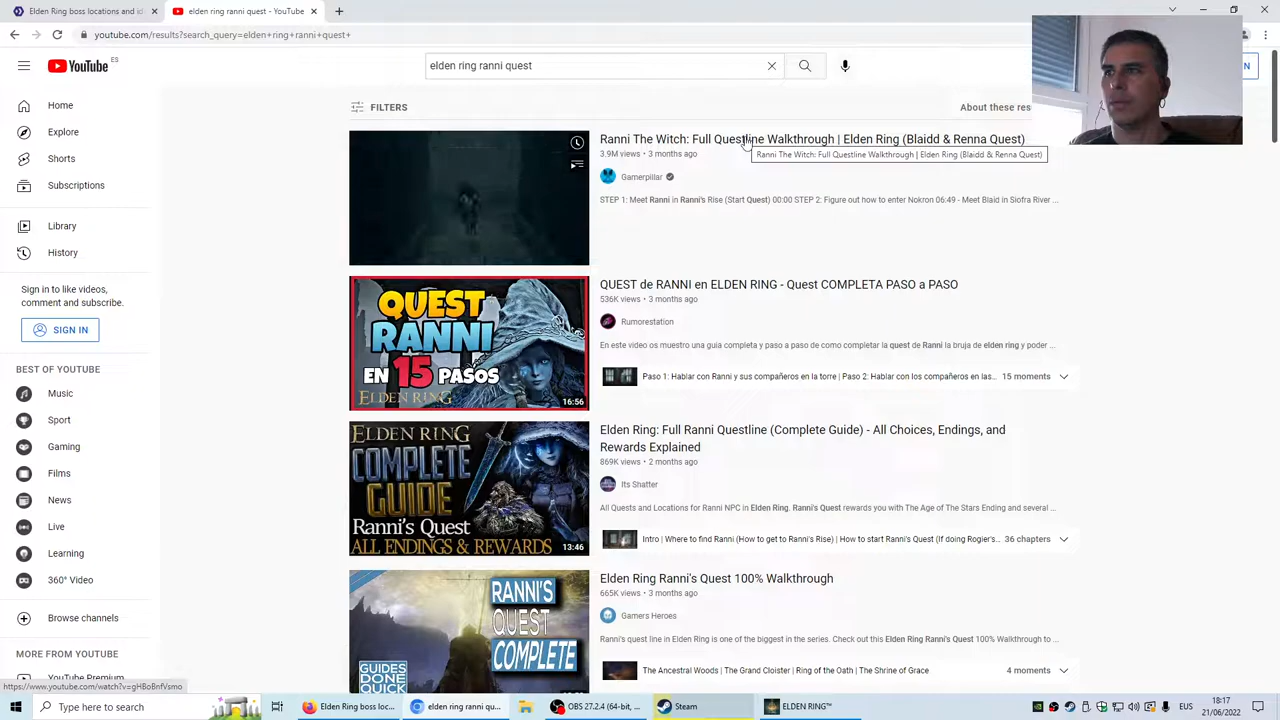 Elden Ring boss locations and id
elden ring ranni quest - YouTube
youtube.com/results?search_query=elden+ring+ranni+quest+
YouTube
ES
elden ring ranni quest
FILTERS
About these res
Home
Explore
Shorts
Subscriptions
Library
History
Sign in to like videos,
comment and subscribe.
SIGN IN
BEST OF YOUTUBE
Music
Sport
Gaming
Films
News
Live
Learning
360° Video
Browse channels
MORE FROM YOUTUBE
YouTube Premium
Ranni The Witch: Full Questline Walkthrough | Elden Ring (Blaidd & Renna Quest)
3.9M views • 3 months ago
Ranni The Witch: Full Questline Walkthrough | Elden Ring (Blaidd & Renna Quest)
Gamerpillar
STEP 1: Meet Ranni in Ranni's Rise (Start Quest) 00:00 STEP 2: Figure out how to enter Nokron 06:49 - Meet Blaid in Siofra River ...
QUEST
RANNI
EN 15 PASOS
ELDEN RING
16:56
QUEST de RANNI en ELDEN RING - Quest COMPLETA PASO a PASO
536K views • 3 months ago
Rumorestation
En este video os muestro una guia completa y paso a paso de como completar la quest de Ranni la bruja de elden ring y poder ...
Paso 1: Hablar con Ranni y sus compañeros en la torre | Paso 2: Hablar con los compañeros en las...
15 moments
ELDEN RING
COMPLETE
GUIDE
Ranni's Quest
ALL ENDINGS & REWARDS
13:46
Elden Ring: Full Ranni Questline (Complete Guide) - All Choices, Endings, and
Rewards Explained
869K views • 2 months ago
Its Shatter
All Quests and Locations for Ranni NPC in Elden Ring. Ranni's Quest rewards you with The Age of The Stars Ending and several ...
Intro | Where to find Ranni (How to get to Ranni's Rise) | How to start Ranni's Quest (If doing Rogier's...
36 chapters
RANNI'S
QUEST
COMPLETE
GUIDES
DONE
QUICK
Elden Ring Ranni's Quest 100% Walkthrough
665K views • 3 months ago
Gamers Heroes
Ranni's quest line in Elden Ring is one of the biggest in the series. Check out this Elden Ring Ranni's Quest 100% Walkthrough to ...
The Ancestral Woods | The Grand Cloister | Ring of the Oath | The Shrine of Grace
4 moments
https://www.youtube.com/watch?v=gHBoBnfVsmo
Type here to search
Elden Ring boss loc...
elden ring ranni qu...
OBS 27.2.4 (64-bit, ...
Steam
ELDEN RING™
EUS
18:17
21/06/2022